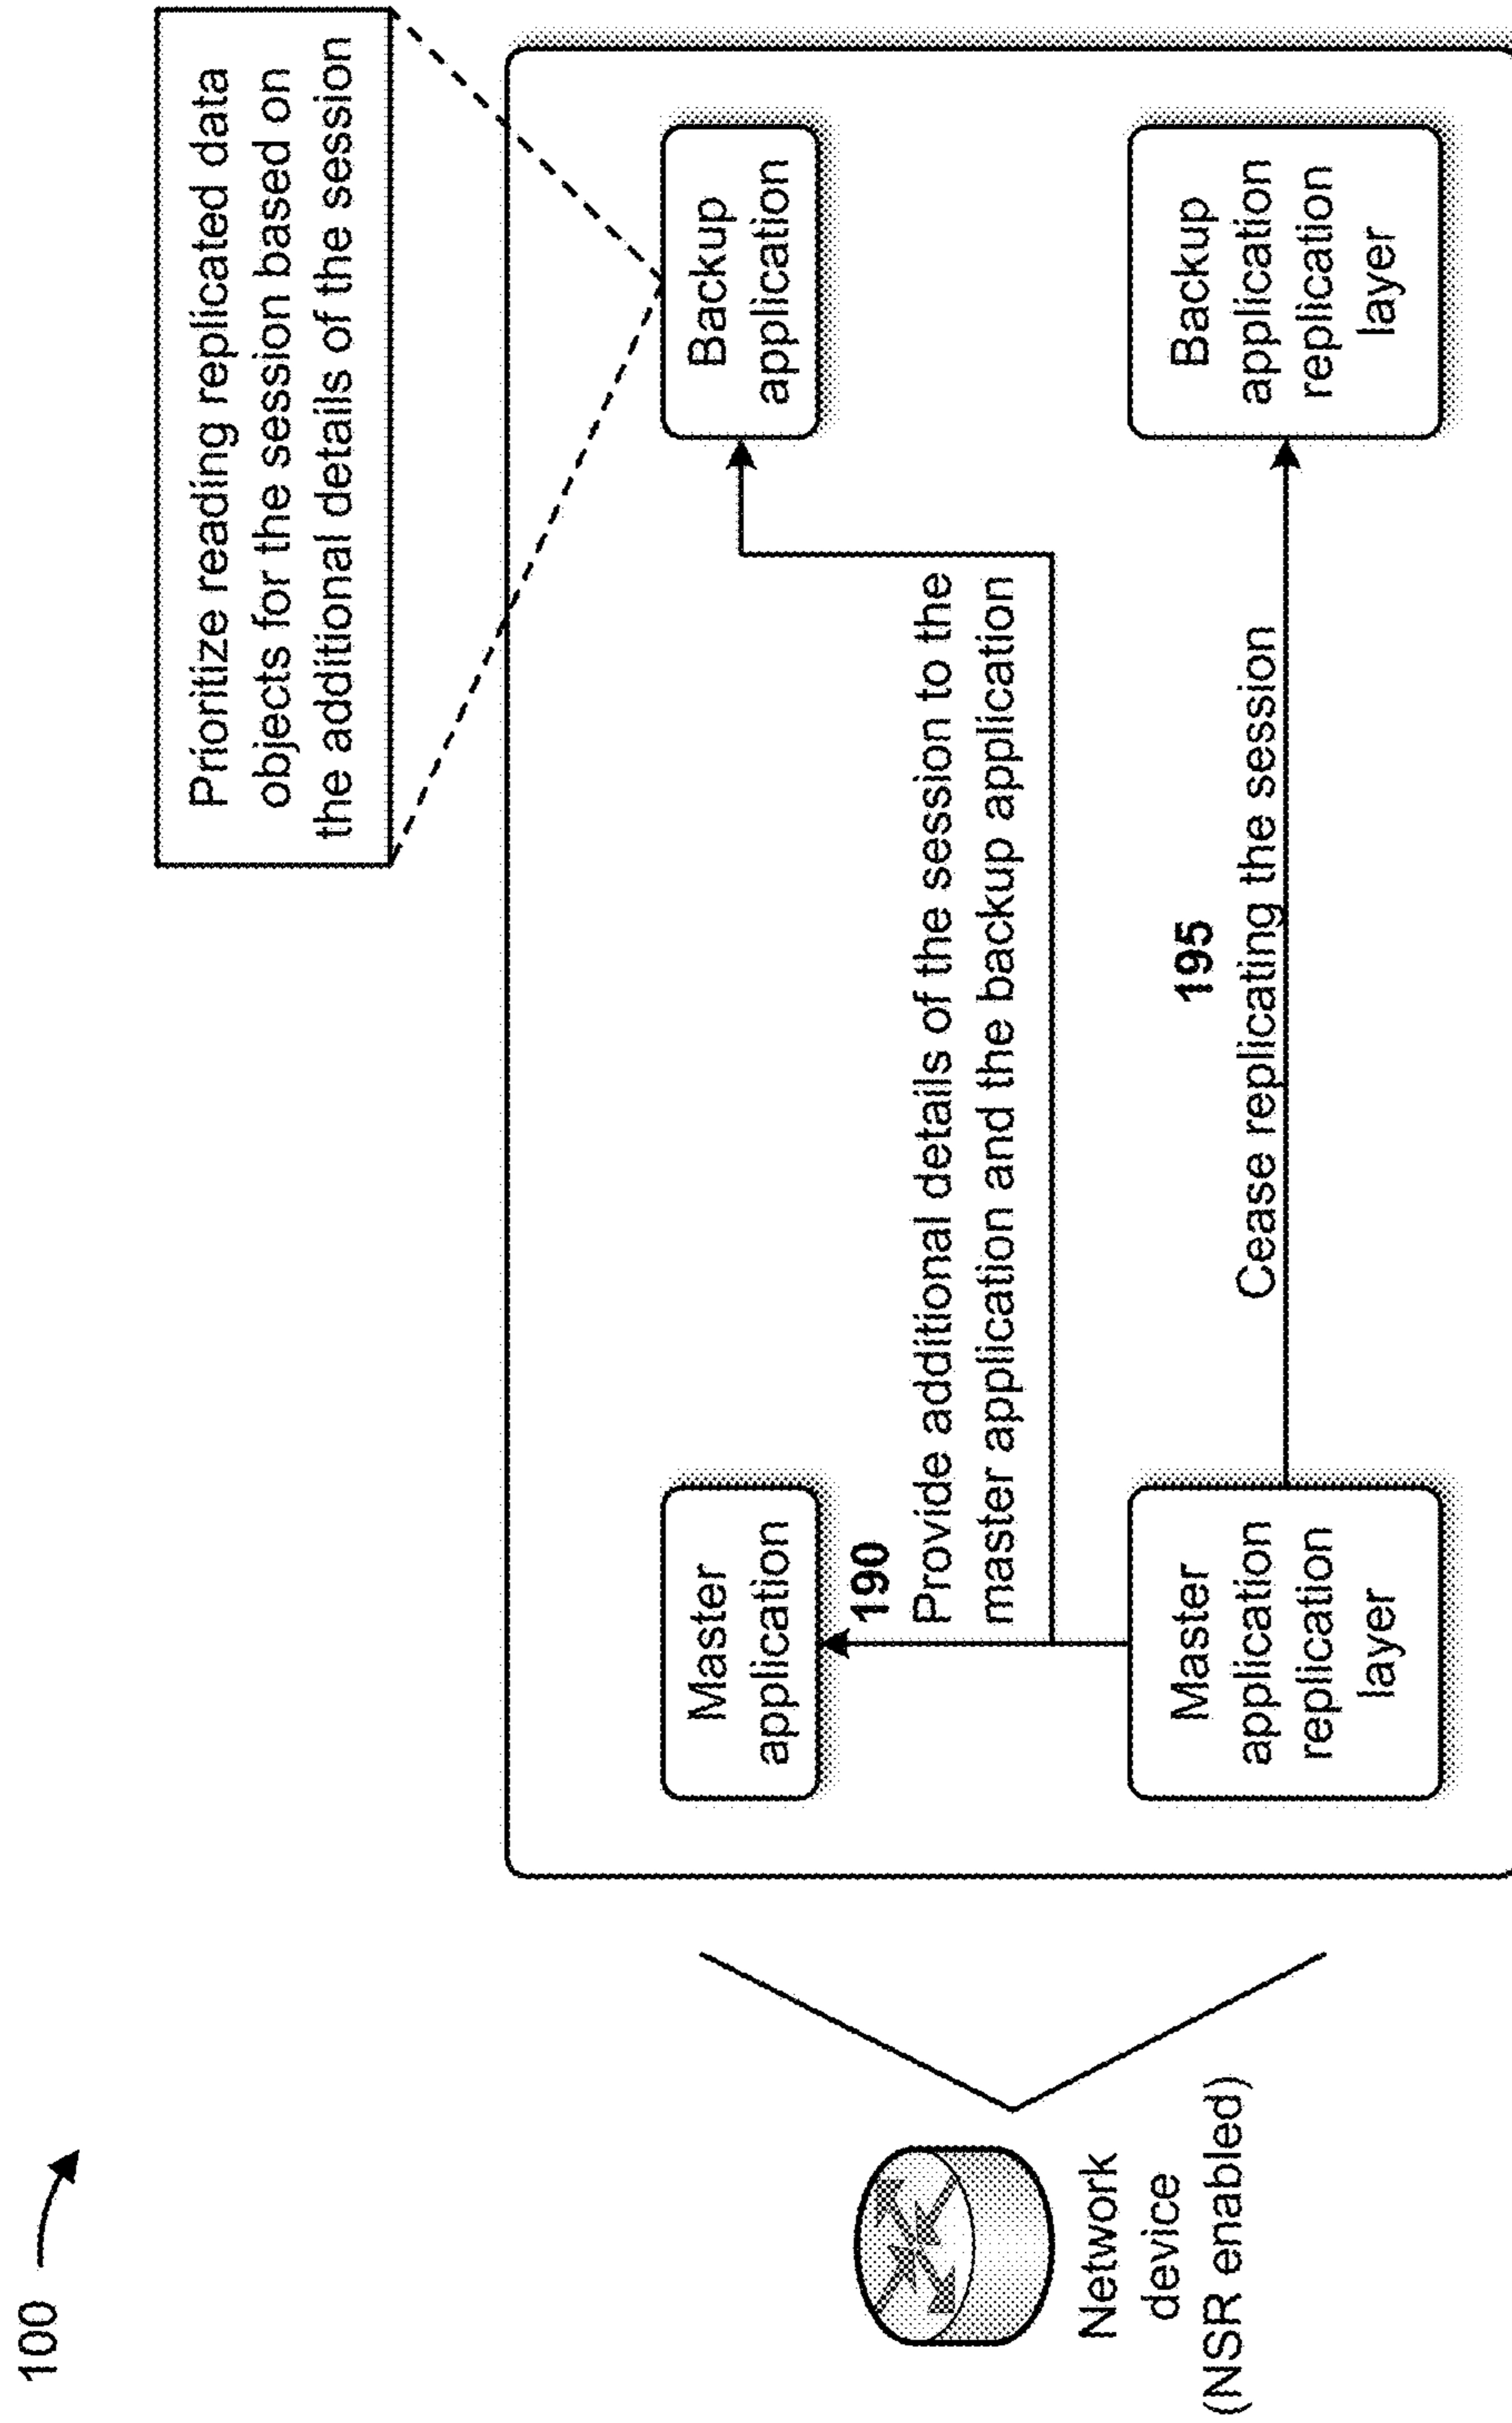 100
Prioritize reading replicated data
objects for the session based on
the additional details of the session
Network
device
(NSR enabled)
Master
application
Backup
application
190
Provide additional details of the session to the
master application and the backup application
195
Cease replicating the session
Master
application
replication
layer
Backup
application
replication
layer